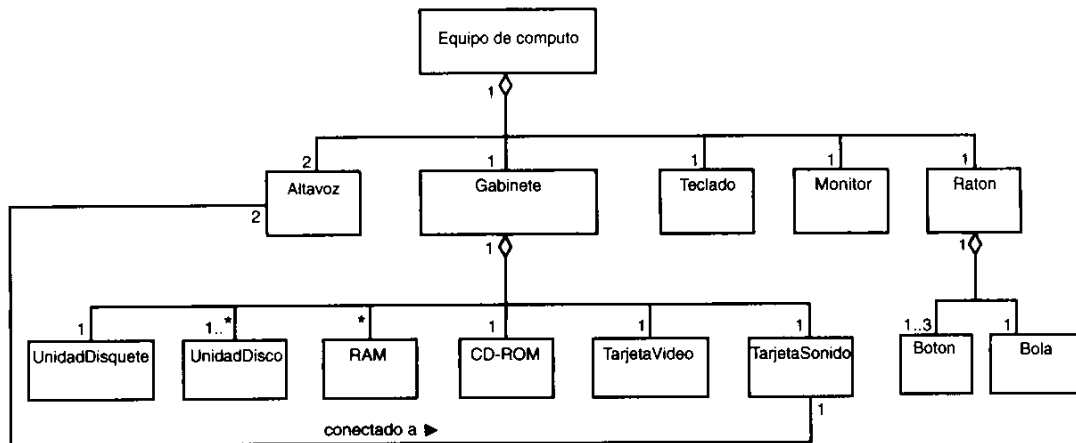 Equipo de computo
1
2 1 1 1 1
Altavoz Gabinete Teclado Monitor Raton
2
1 1
1 1..* * 1 1 1 1..3 1
UnidadDisquete UnidadDisco RAM CD-ROM TarjetaVideo TarjetaSonido Boton Bola
1
conectado a